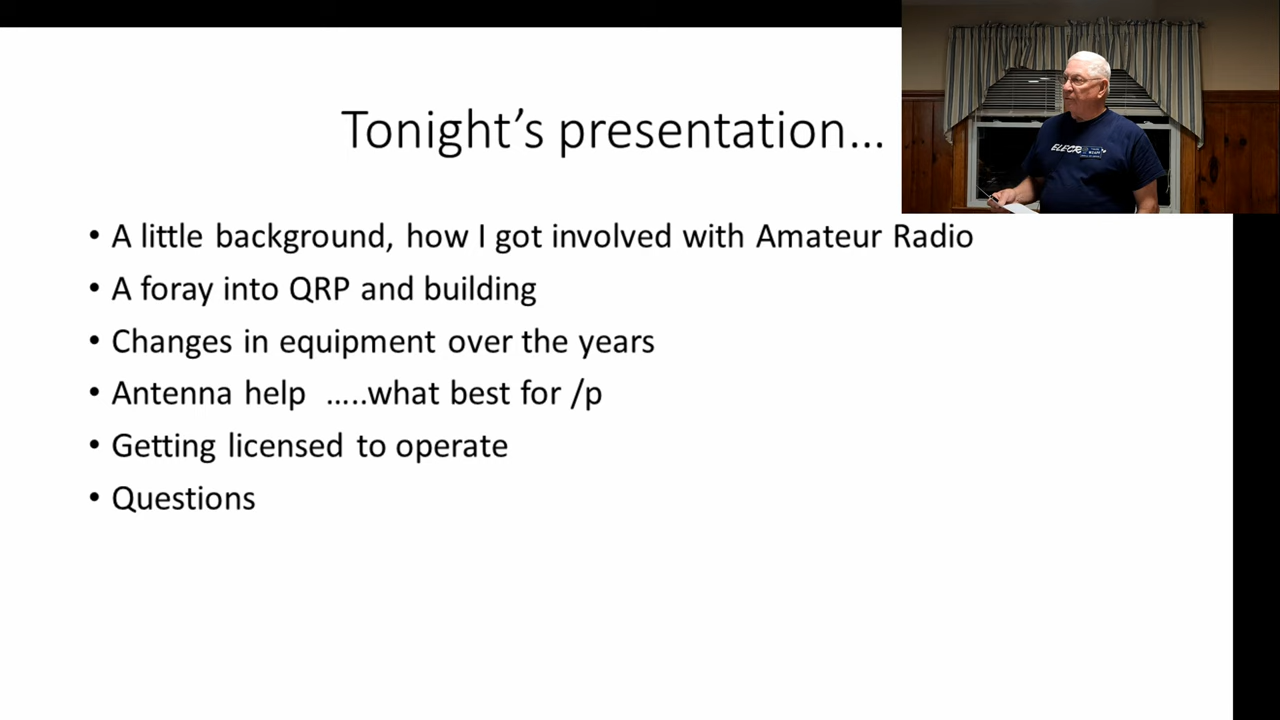 Tonight’s presentation...
• A little background, how I got involved with Amateur Radio
• A foray into QRP and building
• Changes in equipment over the years
• Antenna help .....what best for /p
• Getting licensed to operate
• Questions